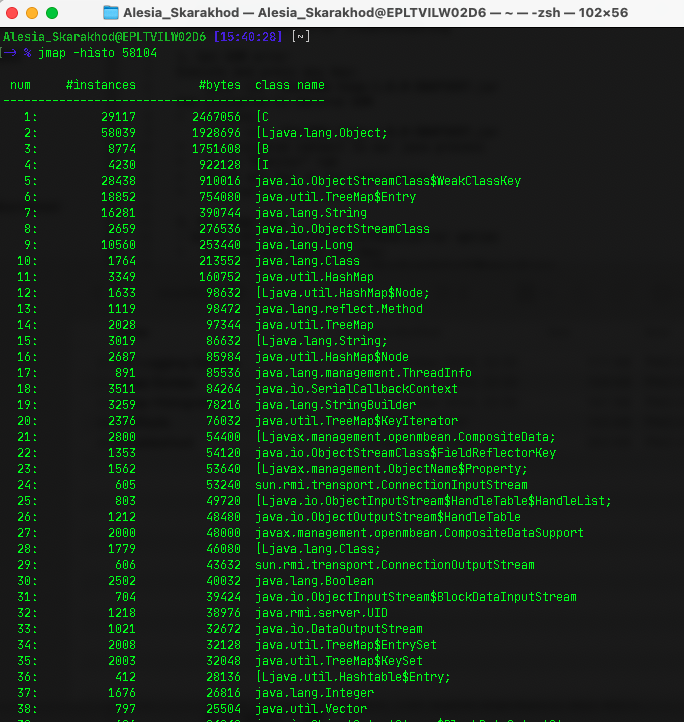 Alesia_Skarakhod — Alesia_Skarakhod@EPLTVILW02D6 — ~ — -zsh — 102×56
Alesia_Skarakhod@EPLTVILW02D6 [15:40:28] [~]
[-> % jmap -histo 58104
num #instances #bytes class name
----------------------------------------------
1: 29117 2467056 [C
2: 58039 1928696 [Ljava.lang.Object;
3: 8774 1751608 [B
4: 4230 922128 [I
5: 28438 910016 java.io.ObjectStreamClass$WeakClassKey
6: 18852 754080 java.util.TreeMap$Entry
7: 16281 390744 java.lang.String
8: 2659 276536 java.io.ObjectStreamClass
9: 10560 253440 java.lang.Long
10: 1764 213552 java.lang.Class
11: 3349 160752 java.util.HashMap
12: 1633 98632 [Ljava.util.HashMap$Node;
13: 1119 98472 java.lang.reflect.Method
14: 2028 97344 java.util.TreeMap
15: 3019 86632 [Ljava.lang.String;
16: 2687 85984 java.util.HashMap$Node
17: 891 85536 java.lang.management.ThreadInfo
18: 3511 84264 java.io.SerialCallbackContext
19: 3259 78216 java.lang.StringBuilder
20: 2376 76032 java.util.TreeMap$KeyIterator
21: 2800 54400 [Ljavax.management.openmbean.CompositeData;
22: 1353 54120 java.io.ObjectStreamClass$FieldReflectorKey
23: 1562 53640 [Ljavax.management.ObjectName$Property;
24: 605 53240 sun.rmi.transport.ConnectionInputStream
25: 803 49720 [Ljava.io.ObjectInputStream$HandleTable$HandleList;
26: 1212 48480 java.io.ObjectOutputStream$HandleTable
27: 2000 48000 javax.management.openmbean.CompositeDataSupport
28: 1779 46080 [Ljava.lang.Class;
29: 606 43632 sun.rmi.transport.ConnectionOutputStream
30: 2502 40032 java.lang.Boolean
31: 704 39424 java.io.ObjectInputStream$BlockDataInputStream
32: 1218 38976 java.rmi.server.UID
33: 1021 32672 java.io.DataOutputStream
34: 2008 32128 java.util.TreeMap$EntrySet
35: 2003 32048 java.util.TreeMap$KeySet
36: 412 28136 [Ljava.util.Hashtable$Entry;
37: 1676 26816 java.lang.Integer
38: 797 25504 java.util.Vector